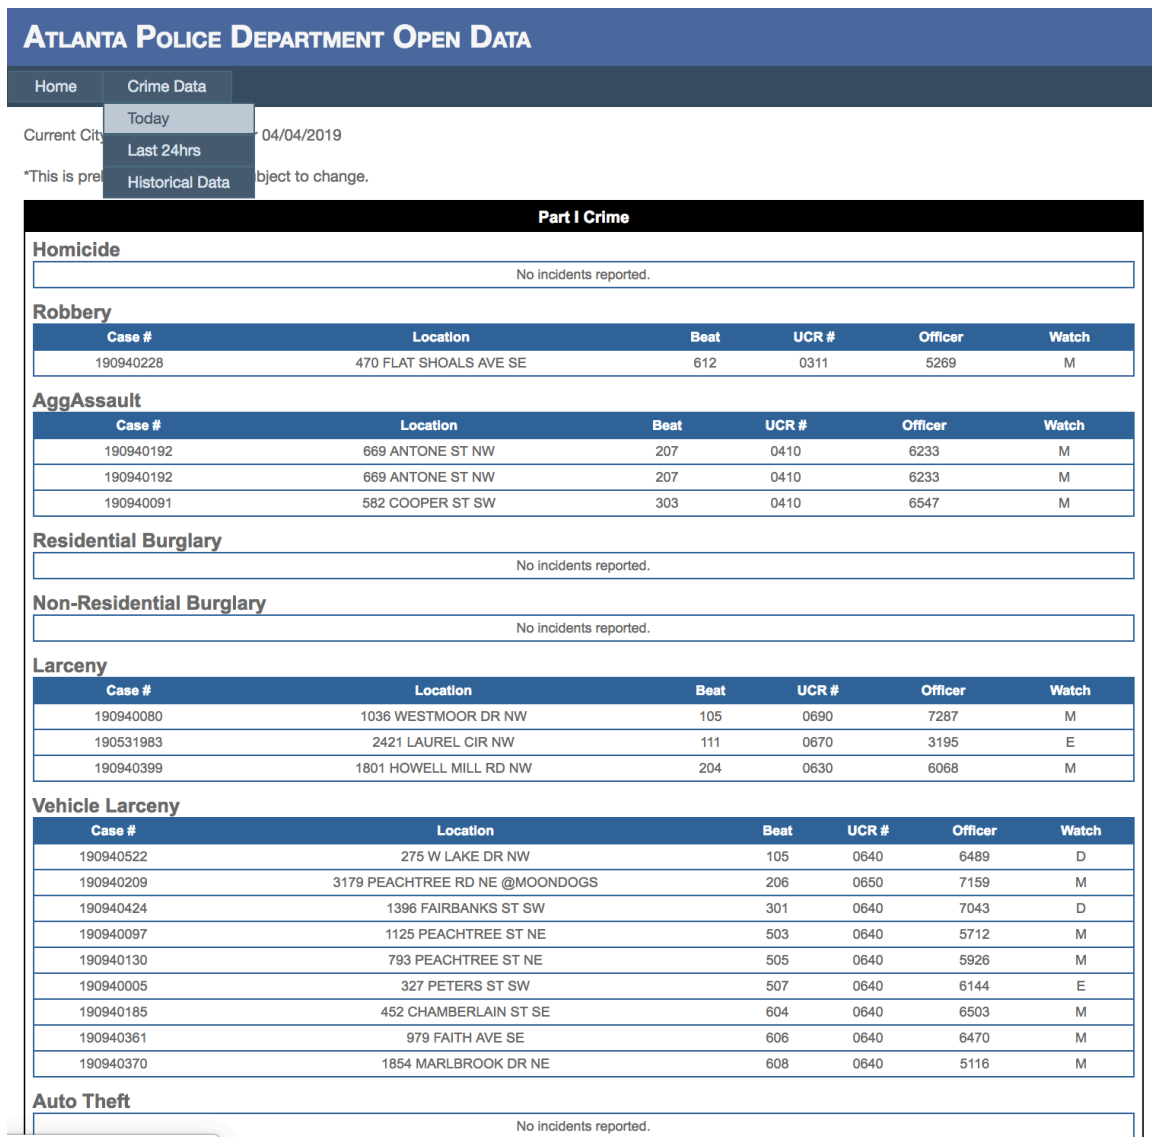 ATLANTA POLICE DEPARTMENT OPEN DATA
Home Crime Data
Today
Current City 04/04/2019
Last 24hrs
*This is prel bject to change.
Historical Data
Part I Crime
Homicide
No incidents reported.
Robbery
Case # Location Beat UCR # Officer Watch
190940228 470 FLAT SHOALS AVE SE 612 0311 5269 M
AggAssault
Case # Location Beat UCR # Officer Watch
190940192 669 ANTONE ST NW 207 0410 6233 M
190940192 669 ANTONE ST NW 207 0410 6233 M
190940091 582 COOPER ST SW 303 0410 6547 M
Residential Burglary
No incidents reported.
Non-Residential Burglary
No incidents reported.
Larceny
Case # Location Beat UCR # Officer Watch
190940080 1036 WESTMOOR DR NW 105 0690 7287 M
190531983 2421 LAUREL CIR NW 111 0670 3195 E
190940399 1801 HOWELL MILL RD NW 204 0630 6068 M
Vehicle Larceny
Case # Location Beat UCR # Officer Watch
190940522 275 W LAKE DR NW 105 0640 6489 D
190940209 3179 PEACHTREE RD NE @MOONDOGS 206 0650 7159 M
190940424 1396 FAIRBANKS ST SW 301 0640 7043 D
190940097 1125 PEACHTREE ST NE 503 0640 5712 M
190940130 793 PEACHTREE ST NE 505 0640 5926 M
190940005 327 PETERS ST SW 507 0640 6144 E
190940185 452 CHAMBERLAIN ST SE 604 0640 6503 M
190940361 979 FAITH AVE SE 606 0640 6470 M
190940370 1854 MARLBROOK DR NE 608 0640 5116 M
Auto Theft
No incidents reported.